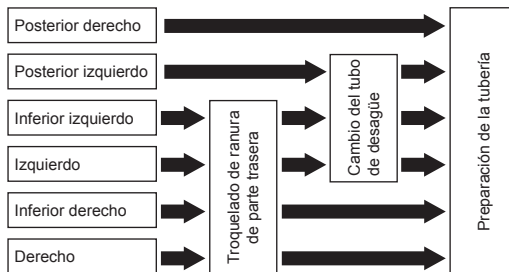 Posterior derecho
Posterior izquierdo
Inferior izquierdo
Izquierdo
Inferior derecho
Derecho
Troquelado de ranura
de parte trasera
Cambio del tubo
de desagüe
Preparación de la tubería